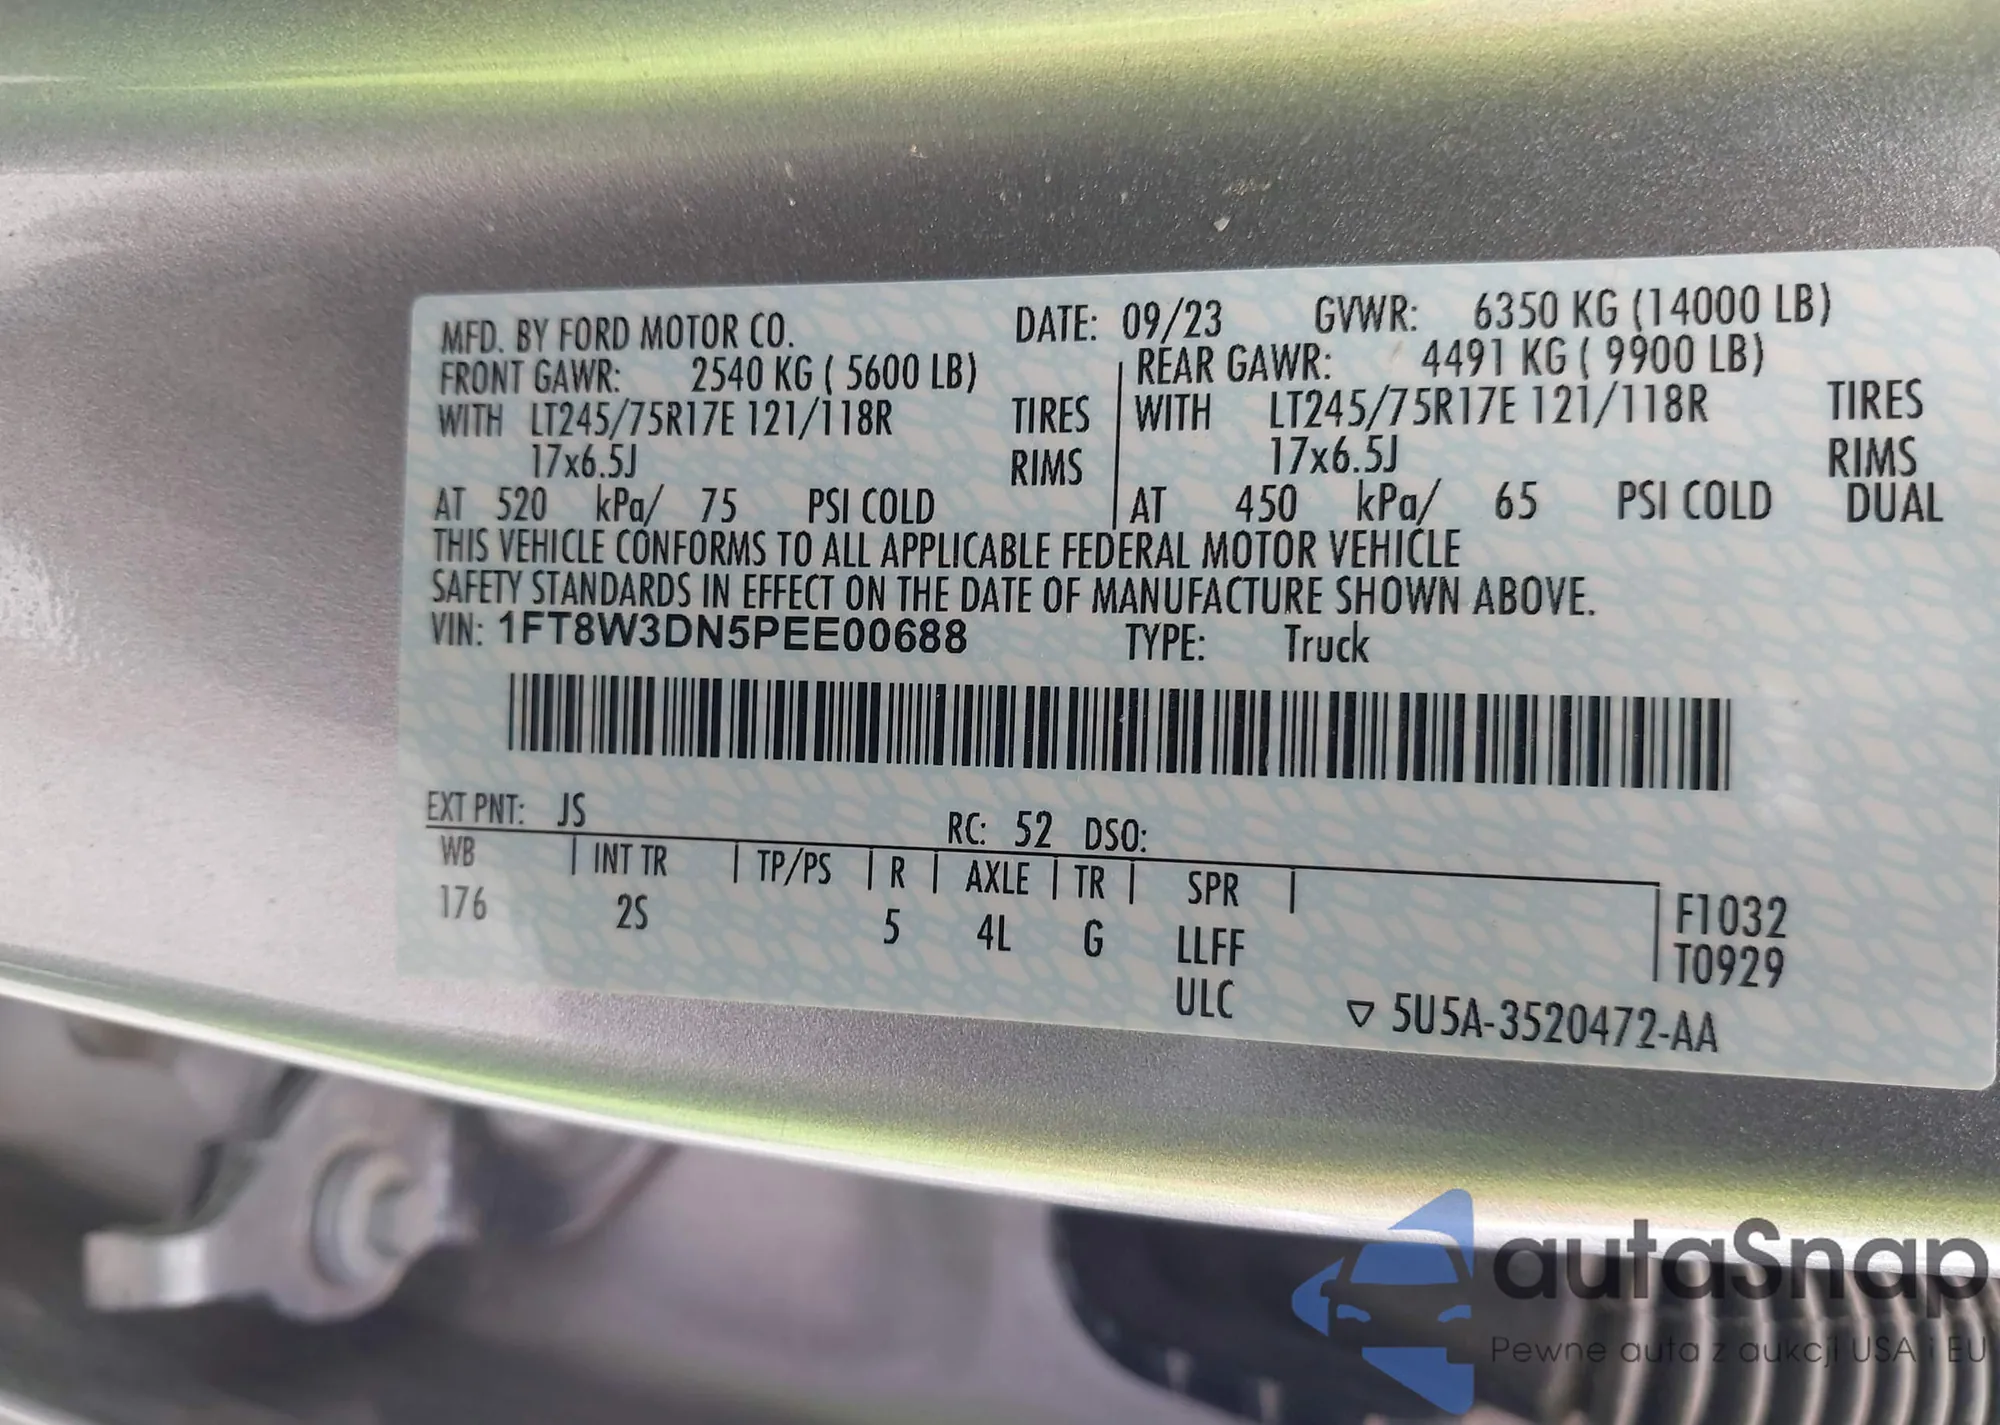 MFD. BY FORD MOTOR CO. DATE: 09/23 GVWR: 6350 KG (14000 LB)
FRONT GAWR: 2540 KG ( 5600 LB) REAR GAWR: 4491 KG ( 9900 LB)
WITH LT245/75R17E 121/118R TIRES WITH LT245/75R17E 121/118R TIRES
17x6.5J RIMS 17x6.5J RIMS
AT 520 kPa/ 75 PSI COLD AT 450 kPa/ 65 PSI COLD DUAL
THIS VEHICLE CONFORMS TO ALL APPLICABLE FEDERAL MOTOR VEHICLE
SAFETY STANDARDS IN EFFECT ON THE DATE OF MANUFACTURE SHOWN ABOVE.
VIN: 1FT8W3DN5PEE00688 TYPE: Truck
EXT PNT: JS RC: 52 DSO:
WB INT TR TP/PS R AXLE TR SPR F1032
176 2S 5 4L G LLFF T0929
ULC ▽ 5U5A-3520472-AA
autaSnap
Pewne auta z aukcji USA i EU